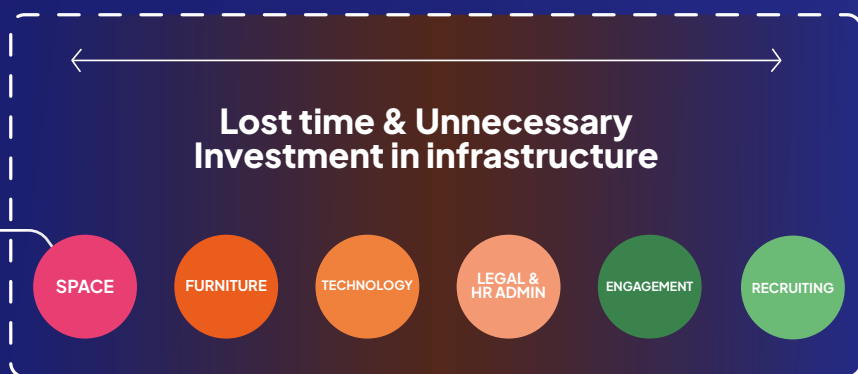 Lost time & Unnecessary
Investment in infrastructure
SPACE
FURNITURE
TECHNOLOGY
LEGAL &
HR ADMIN
ENGAGEMENT
RECRUITING